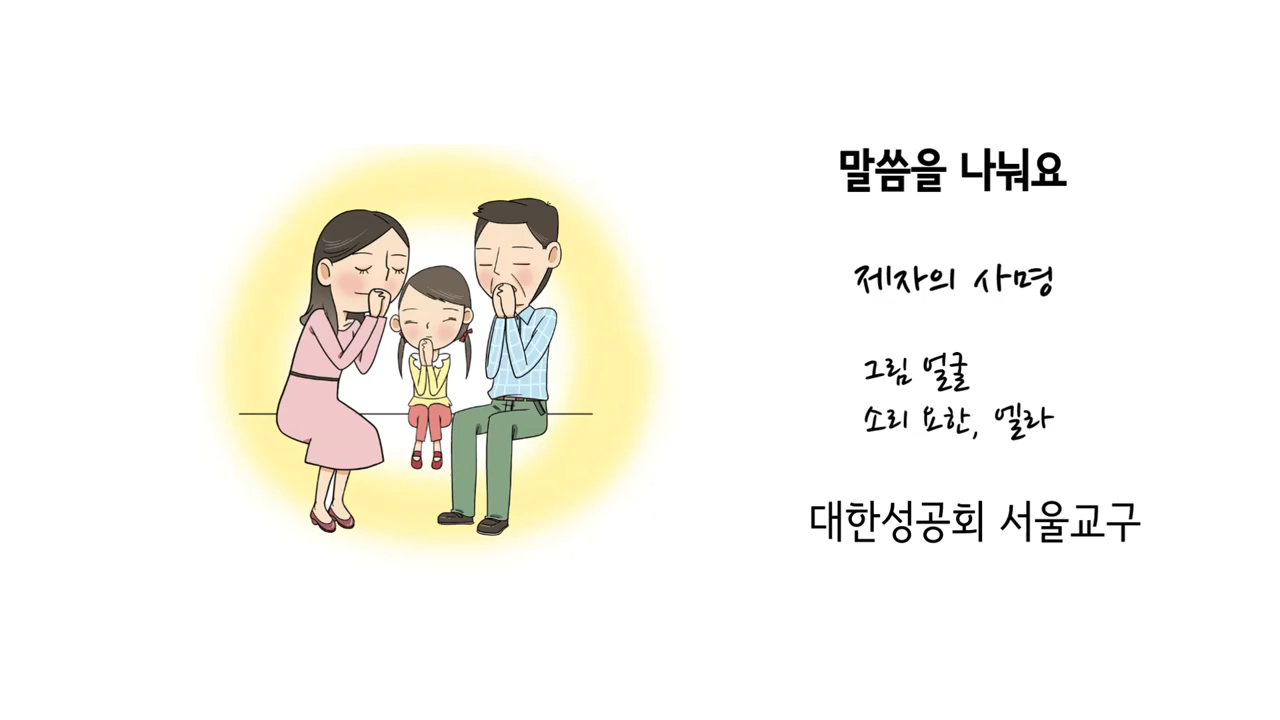 말씀을 나눠요
제자의 사명
그림 얼굴
소리 요한, 엘라
대한성공회 서울교구